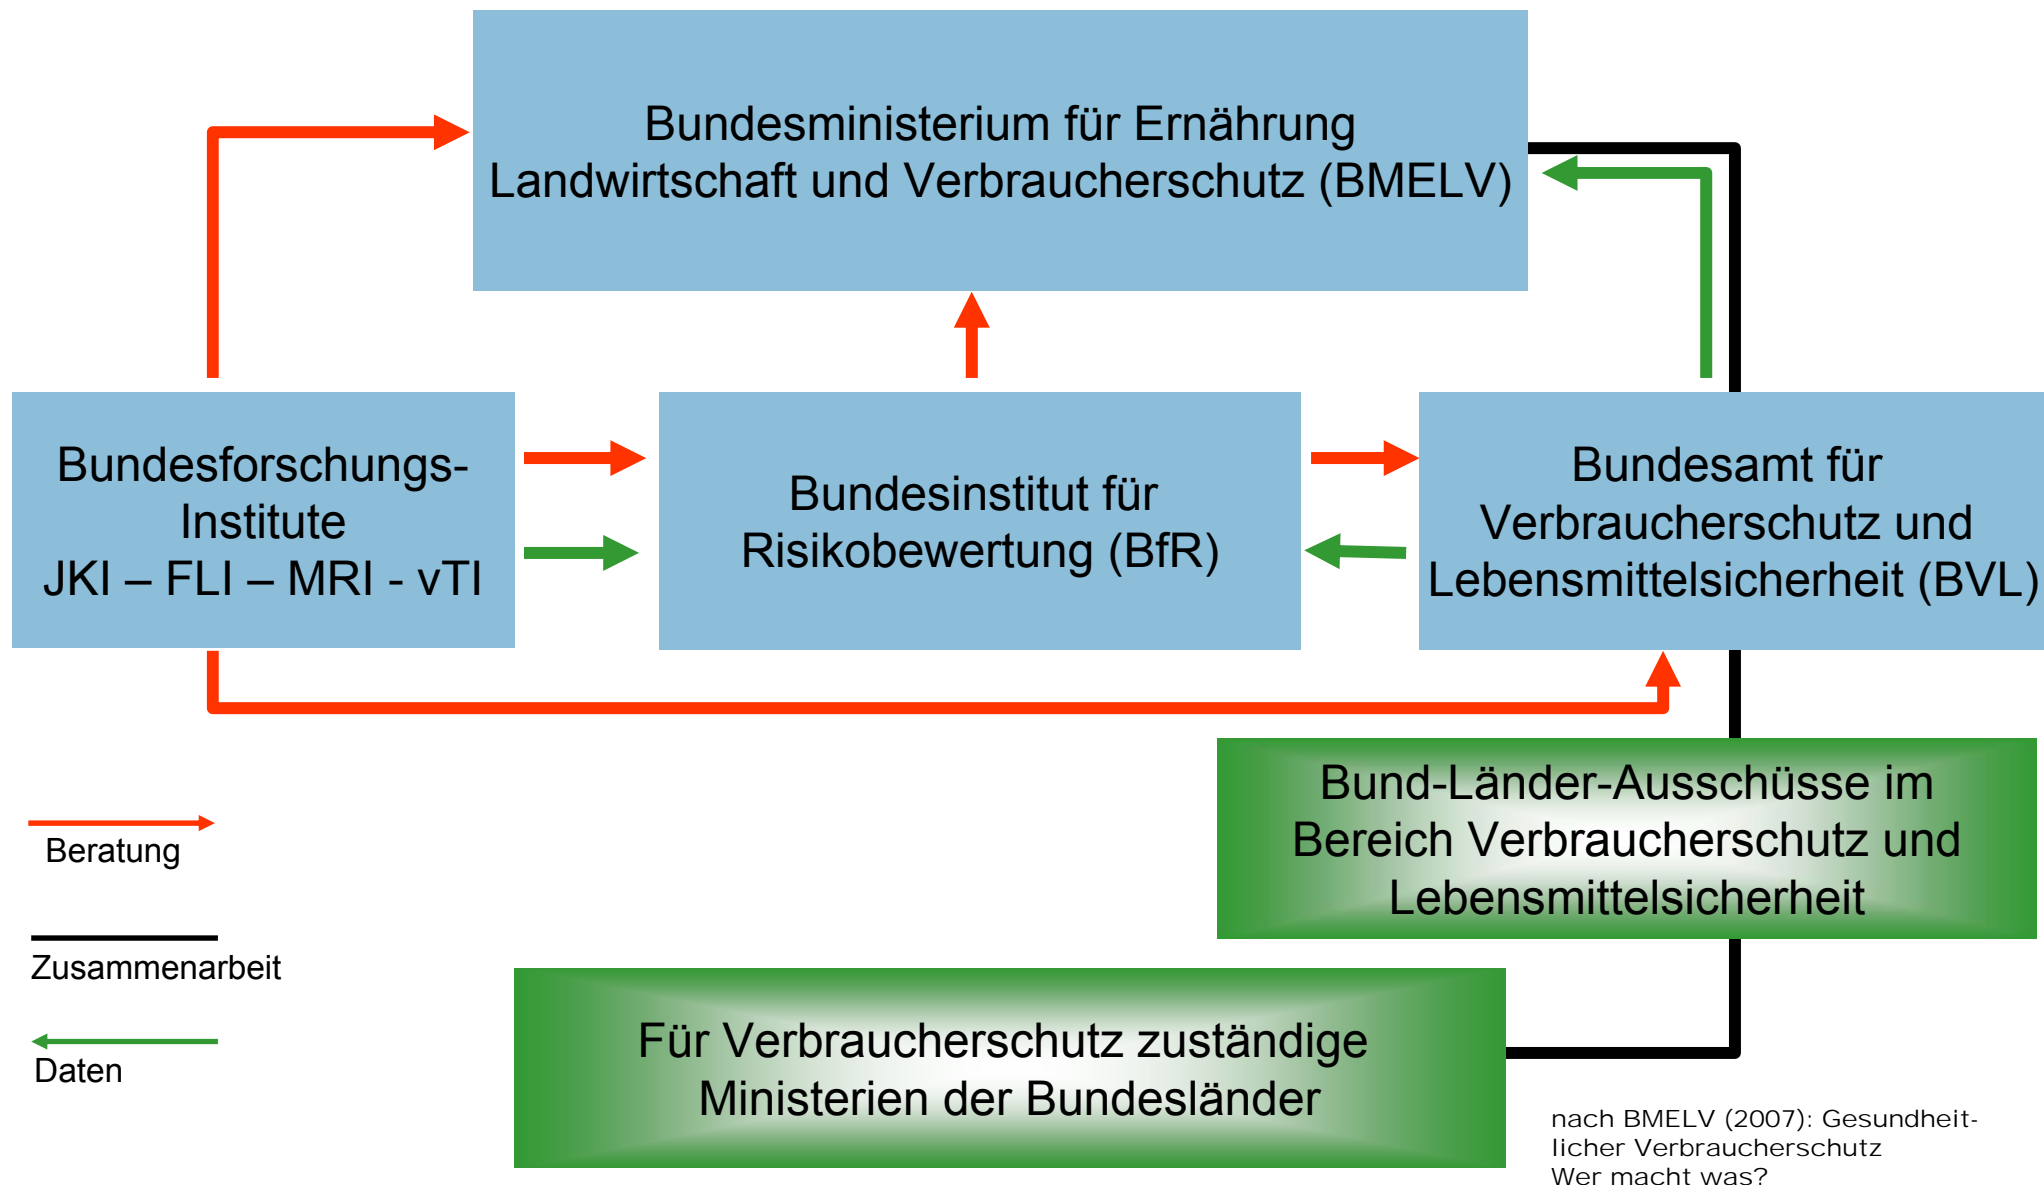 Bundesministerium für Ernährung
Landwirtschaft und Verbraucherschutz (BMELV)
Bundesforschungs-
Institute
JKI – FLI – MRI - vTI
Bundesinstitut für
Risikobewertung (BfR)
Bundesamt für
Verbraucherschutz und
Lebensmittelsicherheit (BVL)
Bund-Länder-Ausschüsse im
Bereich Verbraucherschutz und
Lebensmittelsicherheit
Beratung
Zusammenarbeit
Daten
Für Verbraucherschutz zuständige
Ministerien der Bundesländer
nach BMELV (2007): Gesundheit-
licher Verbraucherschutz
Wer macht was?